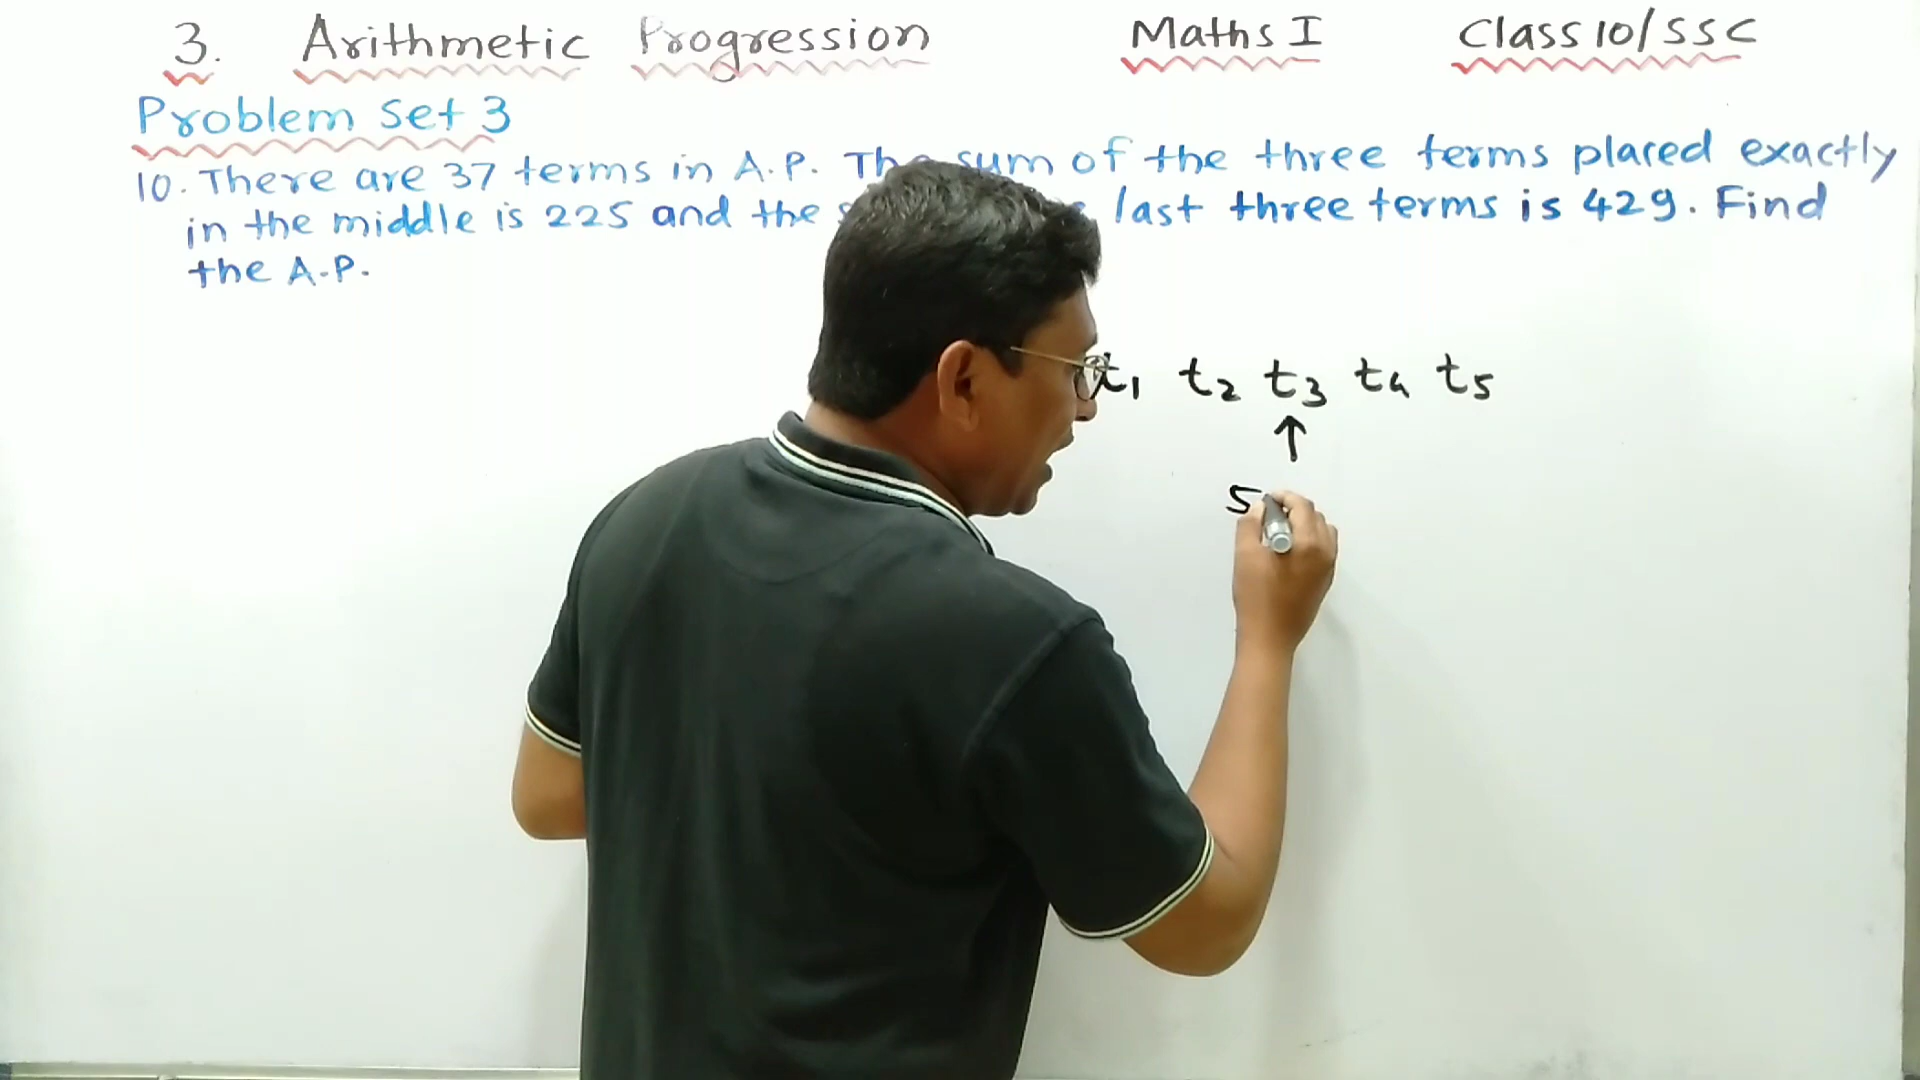 3. Arithmetic Progression Maths I Class 10/SSC
Problem Set 3
10. There are 37 terms in A.P. The sum of the three terms placed exactly
in the middle is 225 and the last three terms is 429. Find
the A.P.
t1 t2 t3 t4 t5
↑
5